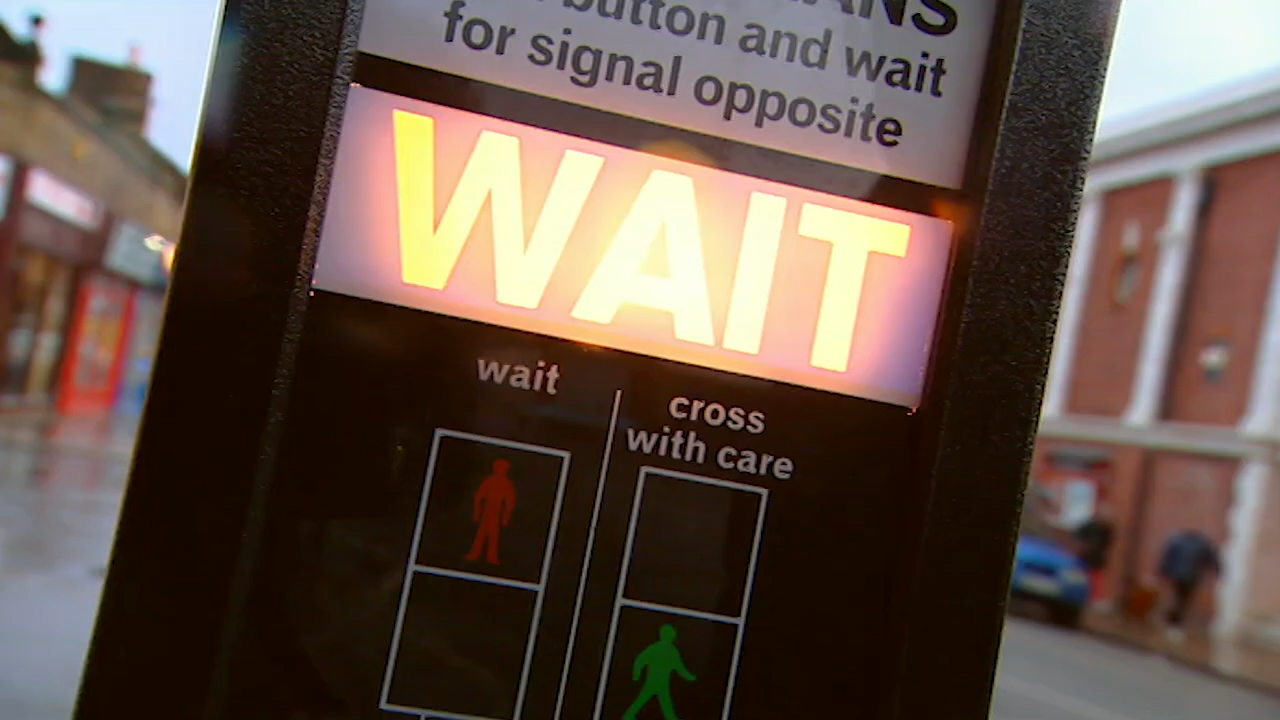 button and wait
for signal opposite
WAIT
wait
cross
with care